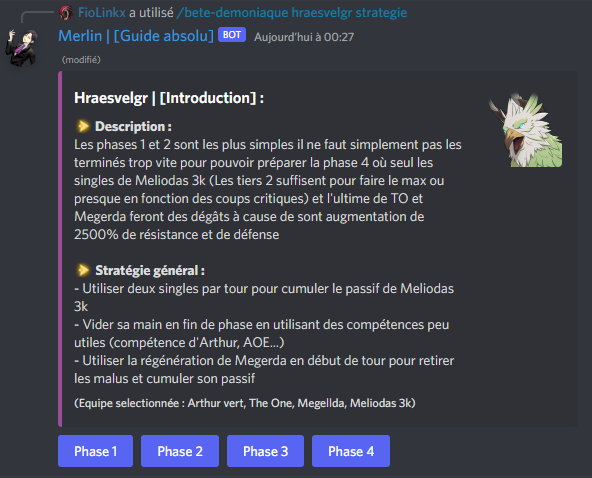 FioLinkx a utilisé /bete-demoniaque hraesvelgr strategie
Merlin | [Guide absolu] BOT Aujourd'hui à 00:27
(modifié)
Hraesvelgr | [Introduction] :
Description :
Les phases 1 et 2 sont les plus simples il ne faut simplement pas les
terminés trop vite pour pouvoir préparer la phase 4 où seul les
singles de Meliodas 3k (Les tiers 2 suffisent pour faire le max ou
presque en fonction des coups critiques) et l'ultime de TO et
Megerda feront des dégâts à cause de sont augmentation de
2500% de résistance et de défense
Stratégie général :
- Utiliser deux singles par tour pour cumuler le passif de Meliodas
3k
- Vider sa main en fin de phase en utilisant des compétences peu
utiles (compétence d'Arthur, AOE...)
- Utiliser la régénération de Megerda en début de tour pour retirer
les malus et cumuler son passif
(Equipe selectionnée : Arthur vert, The One, Megellda, Meliodas 3k)
Phase 1 Phase 2 Phase 3 Phase 4